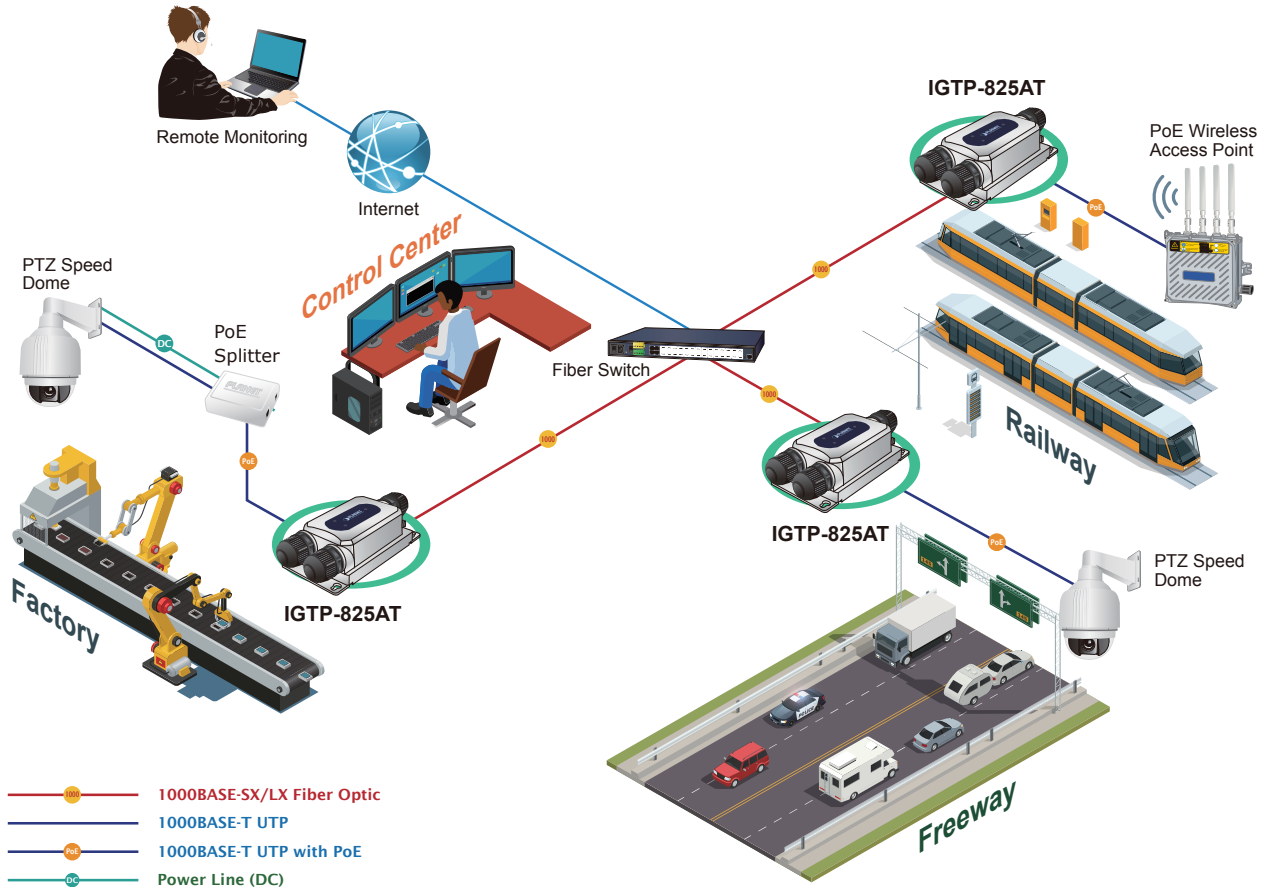 Remote Monitoring
Internet
Control Center
IGTP-825AT
PoE Wireless
Access Point
PoE
1000
PTZ Speed
Dome
DC
PoE
Splitter
PLANET
PoE
Fiber Switch
1000
1000
Railway
IGTP-825AT
PoE
PTZ Speed
Dome
IGTP-825AT
Factory
POLICE
Freeway
1000 1000BASE-SX/LX Fiber Optic
1000BASE-T UTP
PoE 1000BASE-T UTP with PoE
DC Power Line (DC)